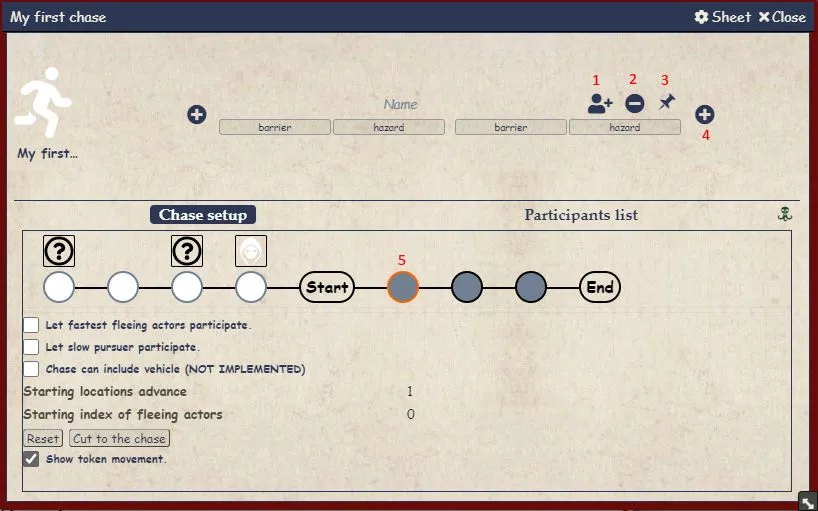 My first chase
Sheet Close
1 2 3
Name
barrier hazard barrier hazard
4
My first...
Chase setup Participants list
? ?
5
Start End
Let fastest fleeing actors participate.
Let slow pursuer participate.
Chase can include vehicle (NOT IMPLEMENTED)
Starting locations advance 1
Starting index of fleeing actors 0
Reset Cut to the chase
Show token movement.